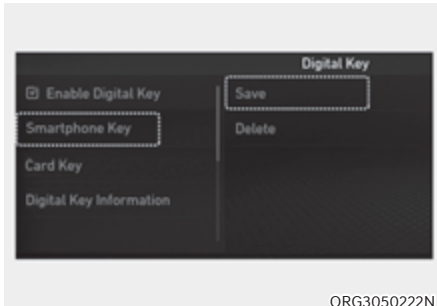 Digital Key
Enable Digital Key
Save
Smartphone Key
Delete
Card Key
Digital Key Information
ORG3050222N